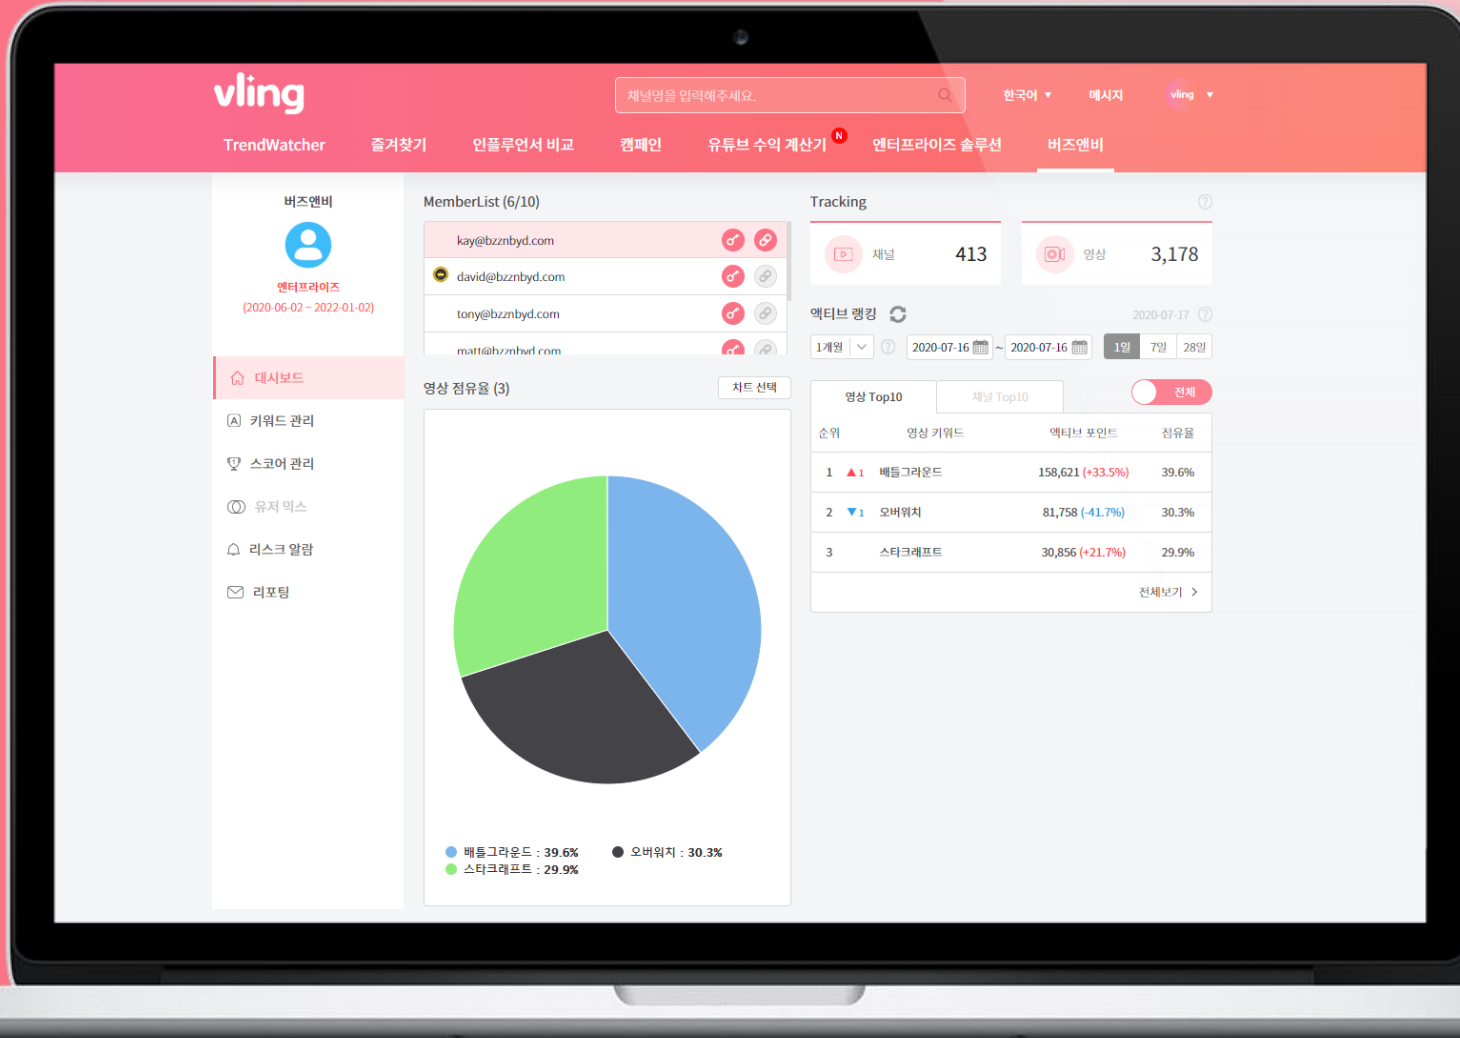 vling
채널명을 입력해주세요.
한국어 ▼
메시지
vling ▼
TrendWatcher
즐겨찾기
인플루언서 비교
캠페인
유튜브 수익 계산기 N
엔터프라이즈 솔루션
버즈앤비
버즈앤비
엔터프라이즈
(2020-06-02 ~ 2022-01-02)
대시보드
키워드 관리
스코어 관리
유저 믹스
리스크 알람
리포팅
MemberList (6/10)
kay@bzznbyd.com
david@bzznbyd.com
tony@bzznbyd.com
matt@bzznbyd.com
영상 점유율 (3)
차트 선택
배틀그라운드 : 39.6%
오버워치 : 30.3%
스타크래프트 : 29.9%
Tracking
채널 413
영상 3,178
액티브 랭킹
2020-07-17
1개월
2020-07-16 ~ 2020-07-16
1일 7일 28일
영상 Top10
채널 Top10
전체
순위 영상 키워드 액티브 포인트 점유율
1 ▲1 배틀그라운드 158,621 (+33.5%) 39.6%
2 ▼1 오버워치 81,758 (-41.7%) 30.3%
3 스타크래프트 30,856 (+21.7%) 29.9%
전체보기 >